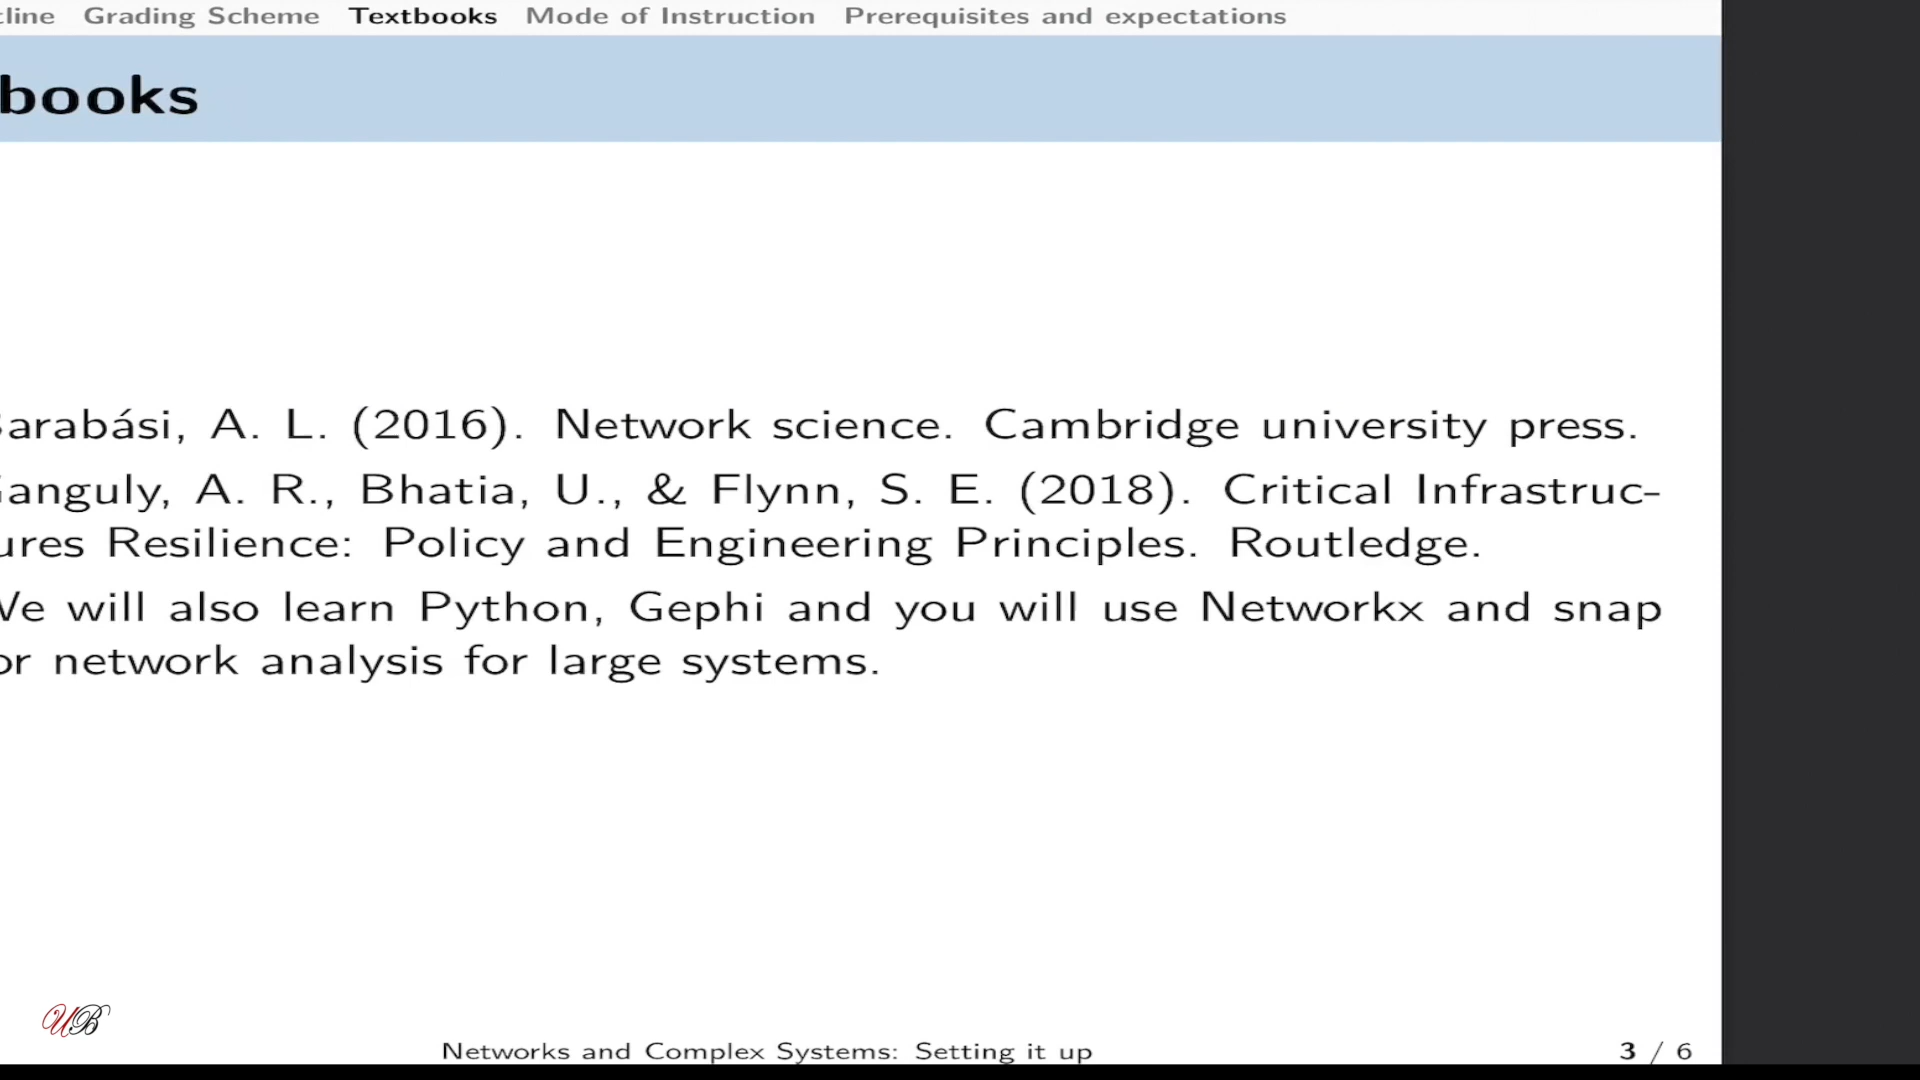 line Grading Scheme Textbooks Mode of Instruction Prerequisites and expectations
books
arabási, A. L. (2016). Network science. Cambridge university press.
anguly, A. R., Bhatia, U., & Flynn, S. E. (2018). Critical Infrastruc-
ures Resilience: Policy and Engineering Principles. Routledge.
We will also learn Python, Gephi and you will use Networkx and snap
or network analysis for large systems.
UB
Networks and Complex Systems: Setting it up
3 / 6